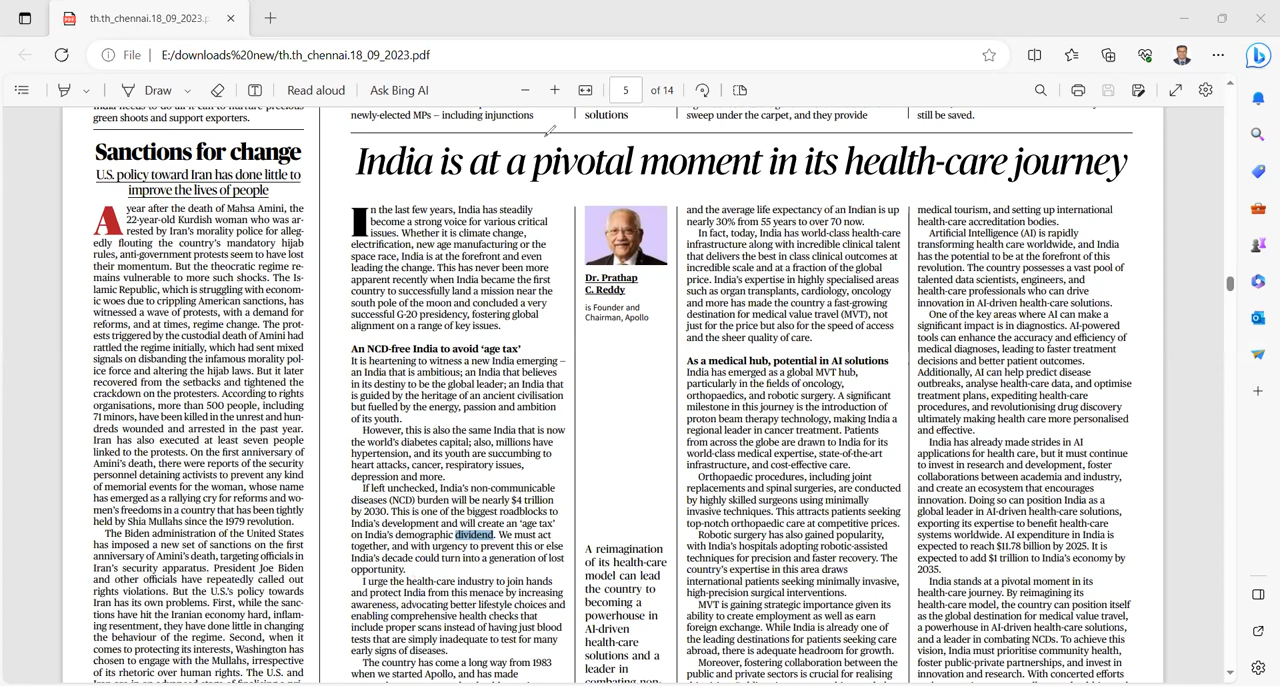 th.th_chennai.18_09_2023.p
File
E:/downloads%20new/th.th_chennai.18_09_2023.pdf
Draw
Read aloud
Ask Bing AI
5
of 14
green shoots and support exporters.
Sanctions for change
U.S. policy toward Iran has done little to
improve the lives of people
A year after the death of Mahsa Amini, the
22-year-old Kurdish woman who was ar-
rested by Iran's morality police for alleg-
edly flouting the country's mandatory hijab
rules, anti-government protests seem to have lost
their momentum. But the theocratic regime re-
mains vulnerable to more such shocks. The Is-
lamic Republic, which is struggling with econom-
ic woes due to crippling American sanctions, has
witnessed a wave of protests, with a demand for
reforms, and at times, regime change. The prot-
ests triggered by the custodial death of Amini had
rattled the regime initially, which had sent mixed
signals on disbanding the infamous morality pol-
ice force and altering the hijab laws. But it later
recovered from the setbacks and tightened the
crackdown on the protesters. According to rights
organisations, more than 500 people, including
71 minors, have been killed in the unrest and hun-
dreds wounded and arrested in the past year.
Iran has also executed at least seven people
linked to the protests. On the first anniversary of
Amini's death, there were reports of the security
personnel detaining activists to prevent any kind
of memorial events for the woman, whose name
has emerged as a rallying cry for reforms and wo-
men's freedoms in a country that has been tightly
held by Shia Mullahs since the 1979 revolution.
The Biden administration of the United States
has imposed a new set of sanctions on the first
anniversary of Amini's death, targeting officials in
Iran's security apparatus. President Joe Biden
and other officials have repeatedly called out
rights violations. But the U.S.'s policy towards
Iran has its own problems. First, while the sanc-
tions have hit the Iranian economy hard, inflam-
ing resentment, they have done little in changing
the behaviour of the regime. Second, when it
comes to protecting its interests, Washington has
chosen to engage with the Mullahs, irrespective
of its rhetoric over human rights. The U.S. and
newly-elected MPs – including injunctions
solutions
sweep under the carpet, and they provide
still be saved.
India is at a pivotal moment in its health-care journey
In the last few years, India has steadily
become a strong voice for various critical
issues. Whether it is climate change,
electrification, new age manufacturing or the
space race, India is at the forefront and even
leading the change. This has never been more
apparent recently when India became the first
country to successfully land a mission near the
south pole of the moon and concluded a very
successful G-20 presidency, fostering global
alignment on a range of key issues.
An NCD-free India to avoid 'age tax'
It is heartening to witness a new India emerging –
an India that is ambitious; an India that believes
in its destiny to be the global leader; an India that
is guided by the heritage of an ancient civilisation
but fuelled by the energy, passion and ambition
of its youth.
However, this is also the same India that is now
the world's diabetes capital; also, millions have
hypertension, and its youth are succumbing to
heart attacks, cancer, respiratory issues,
depression and more.
If left unchecked, India's non-communicable
diseases (NCD) burden will be nearly $4 trillion
by 2030. This is one of the biggest roadblocks to
India's development and will create an 'age tax'
on India's demographic dividend. We must act
together, and with urgency to prevent this or else
India's decade could turn into a generation of lost
opportunity.
I urge the health-care industry to join hands
and protect India from this menace by increasing
awareness, advocating better lifestyle choices and
enabling comprehensive health checks that
include proper scans instead of having just blood
tests that are simply inadequate to test for many
early signs of diseases.
The country has come a long way from 1983
when we started Apollo, and has made
Dr. Prathap
C. Reddy
is Founder and
Chairman, Apollo
A reimagination
of its health-care
model can lead
the country to
becoming a
powerhouse in
AI-driven
health-care
solutions and a
leader in
combating non-
and the average life expectancy of an Indian is up
nearly 30% from 55 years to over 70 now.
In fact, today, India has world-class health-care
infrastructure along with incredible clinical talent
that delivers the best in class clinical outcomes at
incredible scale and at a fraction of the global
price. India's expertise in highly specialised areas
such as organ transplants, cardiology, oncology
and more has made the country a fast-growing
destination for medical value travel (MVT), not
just for the price but also for the speed of access
and the sheer quality of care.
As a medical hub, potential in AI solutions
India has emerged as a global MVT hub,
particularly in the fields of oncology,
orthopaedics, and robotic surgery. A significant
milestone in this journey is the introduction of
proton beam therapy technology, making India a
regional leader in cancer treatment. Patients
from across the globe are drawn to India for its
world-class medical expertise, state-of-the-art
infrastructure, and cost-effective care.
Orthopaedic procedures, including joint
replacements and spinal surgeries, are conducted
by highly skilled surgeons using minimally
invasive techniques. This attracts patients seeking
top-notch orthopaedic care at competitive prices.
Robotic surgery has also gained popularity,
with India's hospitals adopting robotic-assisted
techniques for precision and faster recovery. The
country's expertise in this area draws
international patients seeking minimally invasive,
high-precision surgical interventions.
MVT is gaining strategic importance given its
ability to create employment as well as earn
foreign exchange. While India is already one of
the leading destinations for patients seeking care
abroad, there is adequate headroom for growth.
Moreover, fostering collaboration between the
public and private sectors is crucial for realising
medical tourism, and setting up international
health-care accreditation bodies.
Artificial Intelligence (AI) is rapidly
transforming health care worldwide, and India
has the potential to be at the forefront of this
revolution. The country possesses a vast pool of
talented data scientists, engineers, and
health-care professionals who can drive
innovation in AI-driven health-care solutions.
One of the key areas where AI can make a
significant impact is in diagnostics. AI-powered
tools can enhance the accuracy and efficiency of
medical diagnoses, leading to faster treatment
decisions and better patient outcomes.
Additionally, AI can help predict disease
outbreaks, analyse health-care data, and optimise
treatment plans, expediting health-care
procedures, and revolutionising drug discovery
ultimately making health care more personalised
and effective.
India has already made strides in AI
applications for health care, but it must continue
to invest in research and development, foster
collaborations between academia and industry,
and create an ecosystem that encourages
innovation. Doing so can position India as a
global leader in AI-driven health-care solutions,
exporting its expertise to benefit health-care
systems worldwide. AI expenditure in India is
expected to reach $11.78 billion by 2025. It is
expected to add $1 trillion to India's economy by
2035.
India stands at a pivotal moment in its
health-care journey. By reimagining its
health-care model, the country can position itself
as the global destination for medical value travel,
a powerhouse in AI-driven health-care solutions,
and a leader in combating NCDs. To achieve this
vision, India must prioritise community health,
foster public-private partnerships, and invest in
innovation and research. With concerted efforts